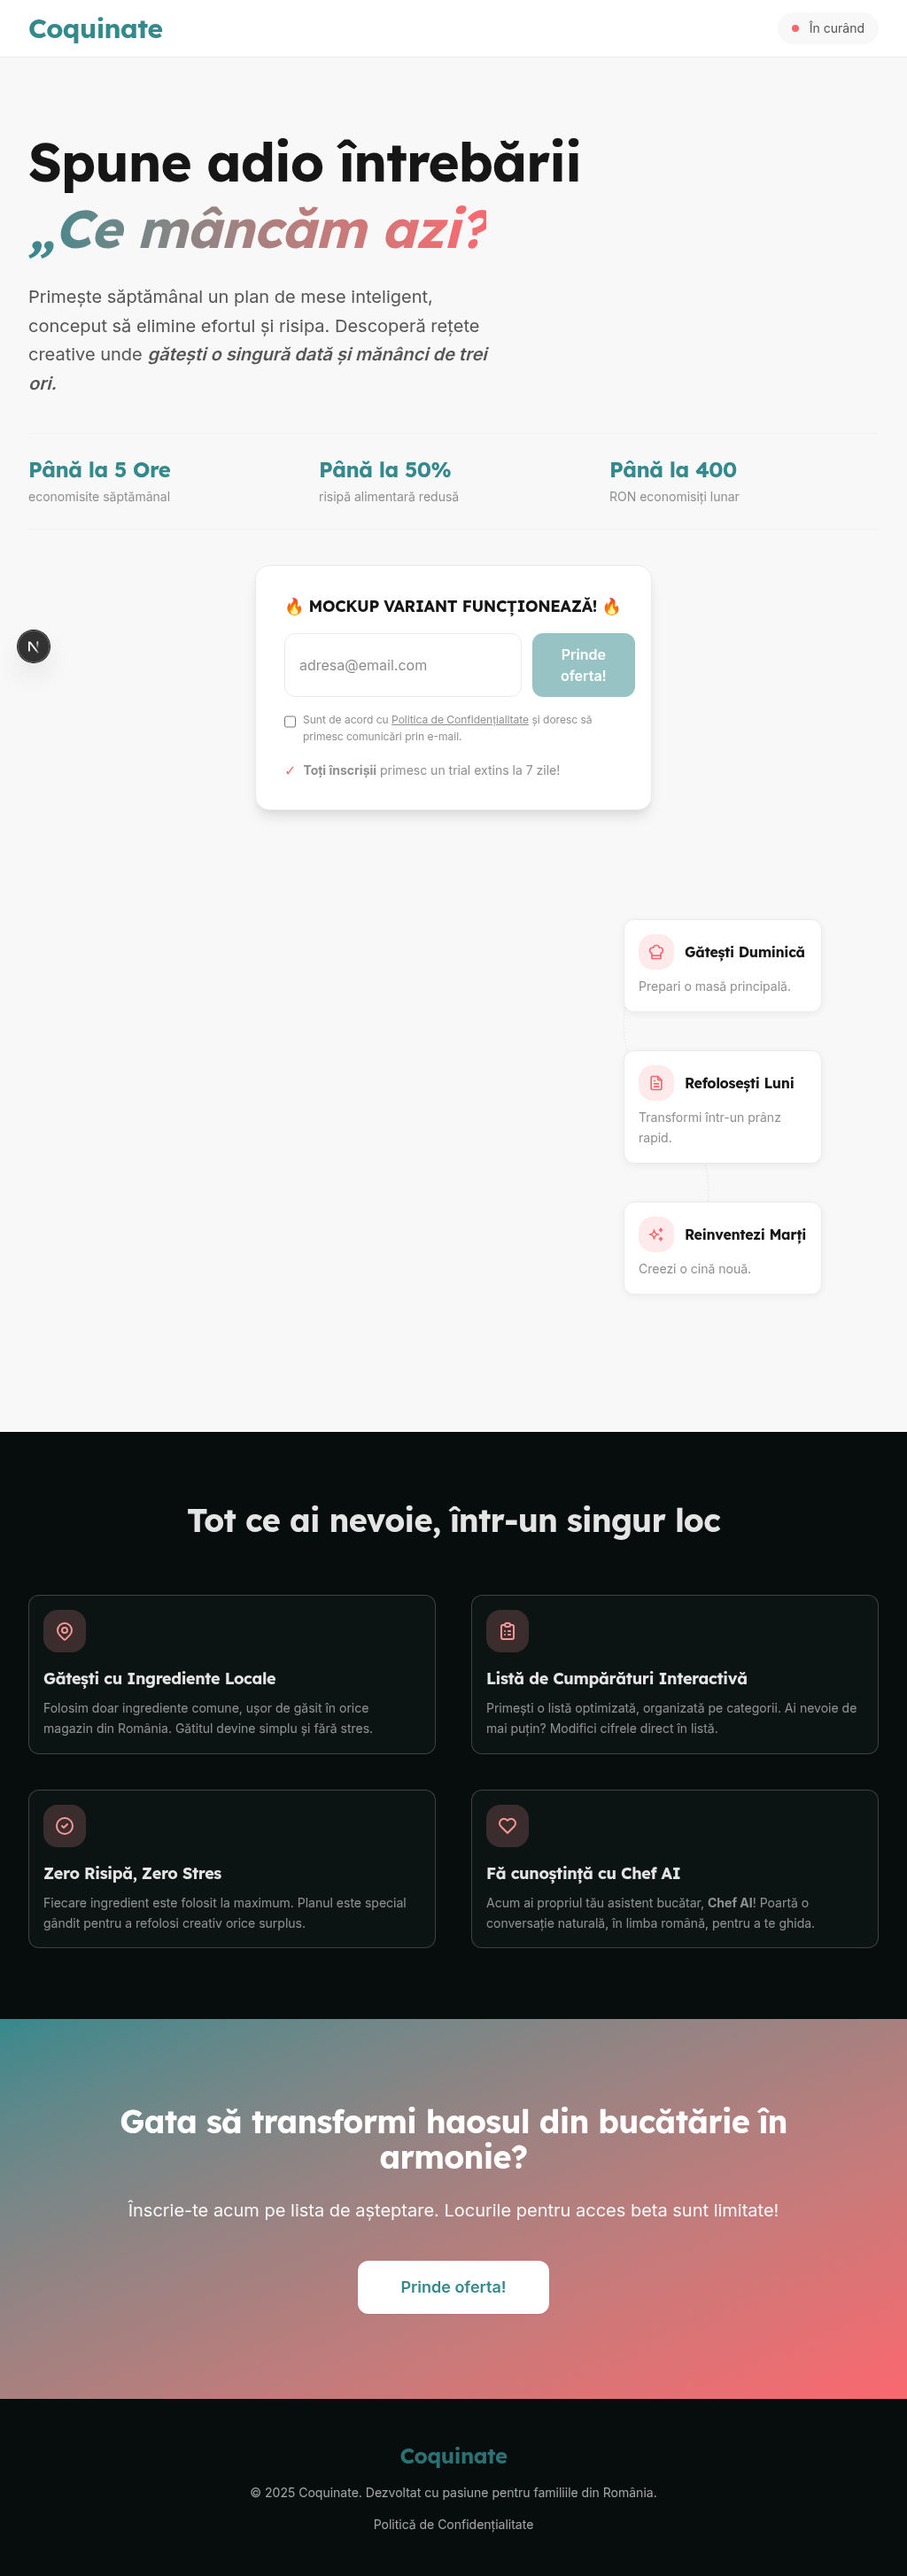 Coquinate
În curând
Spune adio întrebării
„Ce mâncăm azi?
Primește săptămânal un plan de mese inteligent,
conceput să elimine efortul și risipa. Descoperă rețete
creative unde gătești o singură dată și mănânci de trei
ori.
Până la 5 Ore
economisite săptămânal
Până la 50%
risipă alimentară redusă
Până la 400
RON economisiți lunar
🔥 MOCKUP VARIANT FUNCȚIONEAZĂ! 🔥
N
adresa@email.com
Prinde
oferta!
Sunt de acord cu Politica de Confidențialitate și doresc să
primesc comunicări prin e-mail.
✓ Toți înscrișii primesc un trial extins la 7 zile!
Gătești Duminică
Prepari o masă principală.
Refolosești Luni
Transformi într-un prânz
rapid.
Reinventezi Marți
Creezi o cină nouă.
Tot ce ai nevoie, într-un singur loc
Gătești cu Ingrediente Locale
Folosim doar ingrediente comune, ușor de găsit în orice
magazin din România. Gătitul devine simplu și fără stres.
Listă de Cumpărături Interactivă
Primești o listă optimizată, organizată pe categorii. Ai nevoie de
mai puțin? Modifici cifrele direct în listă.
Zero Risipă, Zero Stres
Fiecare ingredient este folosit la maximum. Planul este special
gândit pentru a refolosi creativ orice surplus.
Fă cunoștință cu Chef AI
Acum ai propriul tău asistent bucătar, Chef AI! Poartă o
conversație naturală, în limba română, pentru a te ghida.
Gata să transformi haosul din bucătărie în
armonie?
Înscrie-te acum pe lista de așteptare. Locurile pentru acces beta sunt limitate!
Prinde oferta!
Coquinate
© 2025 Coquinate. Dezvoltat cu pasiune pentru familiile din România.
Politică de Confidențialitate